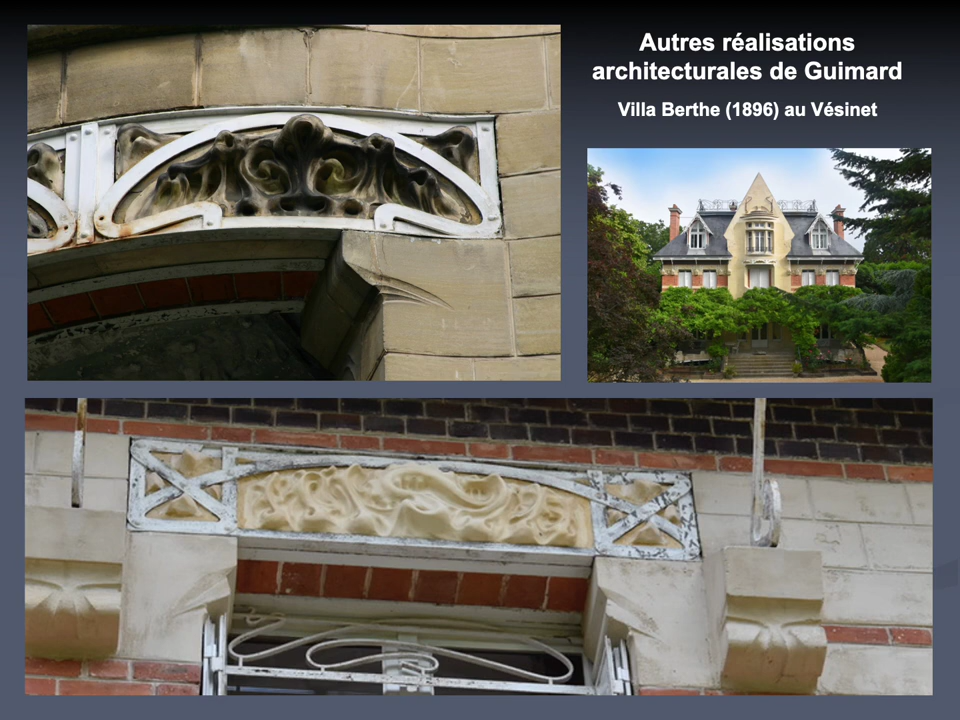 Autres réalisations
architecturales de Guimard
Villa Berthe (1896) au Vésinet